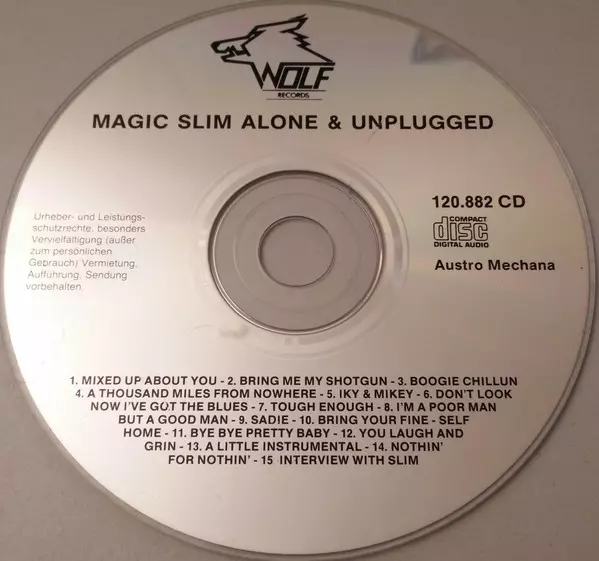 WOLF
RECORDS
MAGIC SLIM ALONE & UNPLUGGED
Urheber- und Leistungs-
schutzrechte, besonders
Vervielfältigung (außer
zum persönlichen
Gebrauch) Vermietung,
Aufführung, Sendung
vorbehalten.
120.882 CD
COMPACT
disc
DIGITAL AUDIO
Austro Mechana
1. MIXED UP ABOUT YOU - 2. BRING ME MY SHOTGUN - 3. BOOGIE CHILLUN
4. A THOUSAND MILES FROM NOWHERE - 5. IKY & MIKEY - 6. DON'T LOOK
NOW I'VE GOT THE BLUES - 7. TOUGH ENOUGH - 8. I'M A POOR MAN
BUT A GOOD MAN - 9. SADIE - 10. BRING YOUR FINE - SELF
HOME - 11. BYE BYE PRETTY BABY - 12. YOU LAUGH AND
GRIN - 13. A LITTLE INSTRUMENTAL - 14. NOTHIN'
FOR NOTHIN' - 15 INTERVIEW WITH SLIM